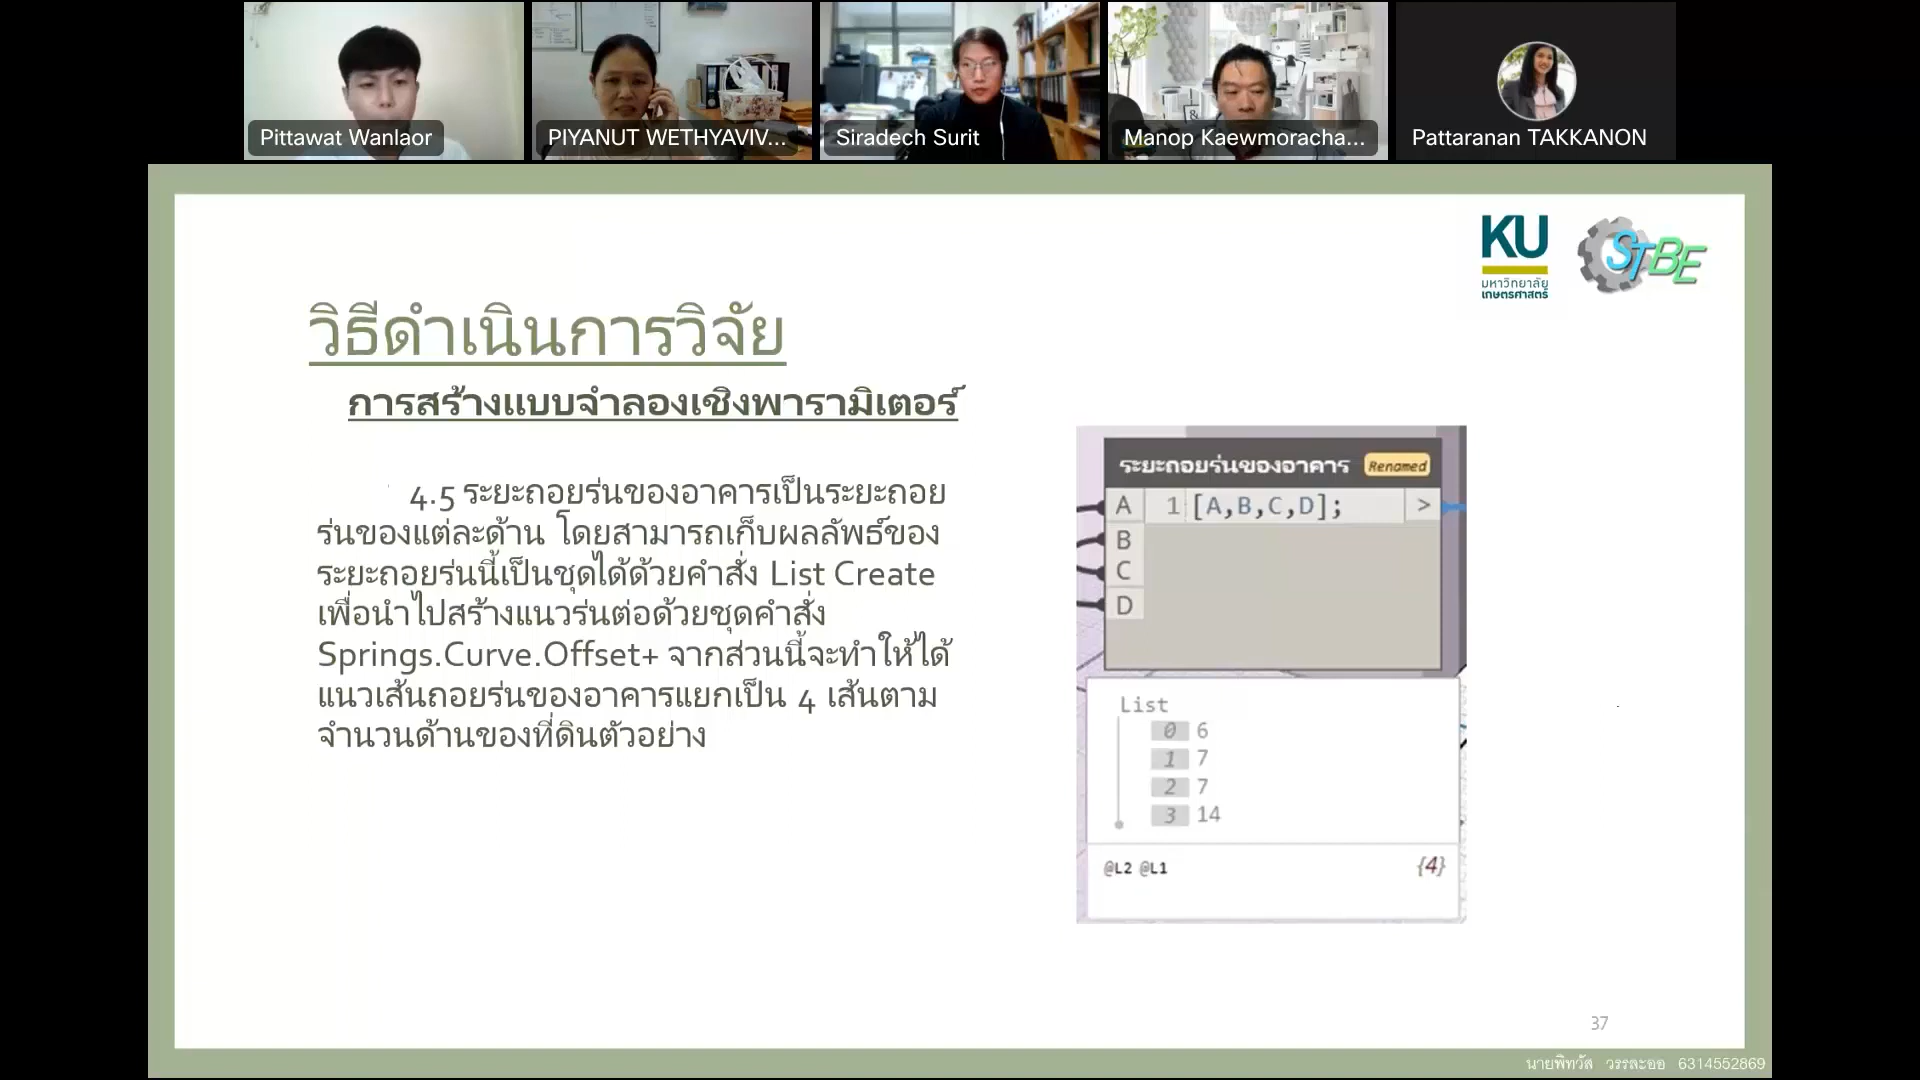 Pittawat Wanlaor
PIYANUT WETHYAVIV...
Siradech Surit
Manop Kaewmoracha...
Pattaranan TAKKANON
KU
มหาวิทยาลัย
เกษตรศาสตร์
STBE
วิธีดำเนินการวิจัย
การสร้างแบบจำลองเชิงพารามิเตอร์
4.5 ระยะถอยร่นของอาคารเป็นระยะถอย
ร่นของแต่ละด้าน โดยสามารถเก็บผลลัพธ์ของ
ระยะถอยร่นนี้เป็นชุดได้ด้วยคำสั่ง List Create
เพื่อนำไปสร้างแนวร่นต่อด้วยชุดคำสั่ง
Springs.Curve.Offset+ จากส่วนนี้จะทำให้ได้
แนวเส้นถอยร่นของอาคารแยกเป็น 4 เส้นตาม
จำนวนด้านของที่ดินตัวอย่าง
ระยะถอยร่นของอาคาร Renamed
A 1 [A,B,C,D]; >
B
C
D
List
0 6
1 7
2 7
3 14
@L2 @L1 {4}
37
นายพิทวัส วรรละออ 6314552869